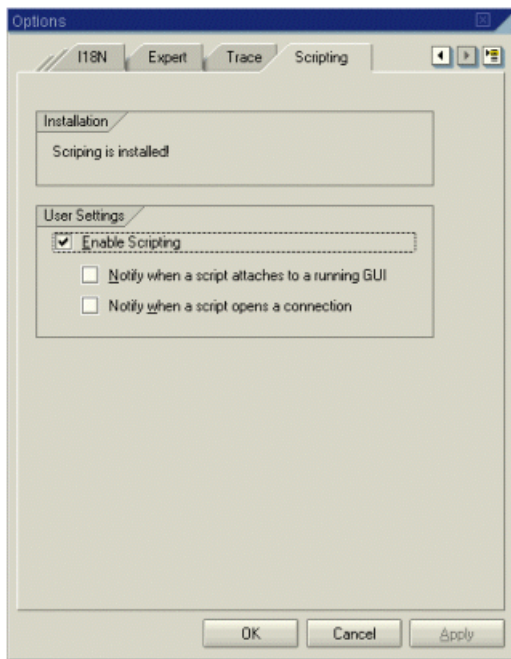 Options
I18N Expert Trace Scripting
Installation
Scriping is installed!
User Settings
Enable Scripting
Notify when a script attaches to a running GUI
Notify when a script opens a connection
OK Cancel Apply